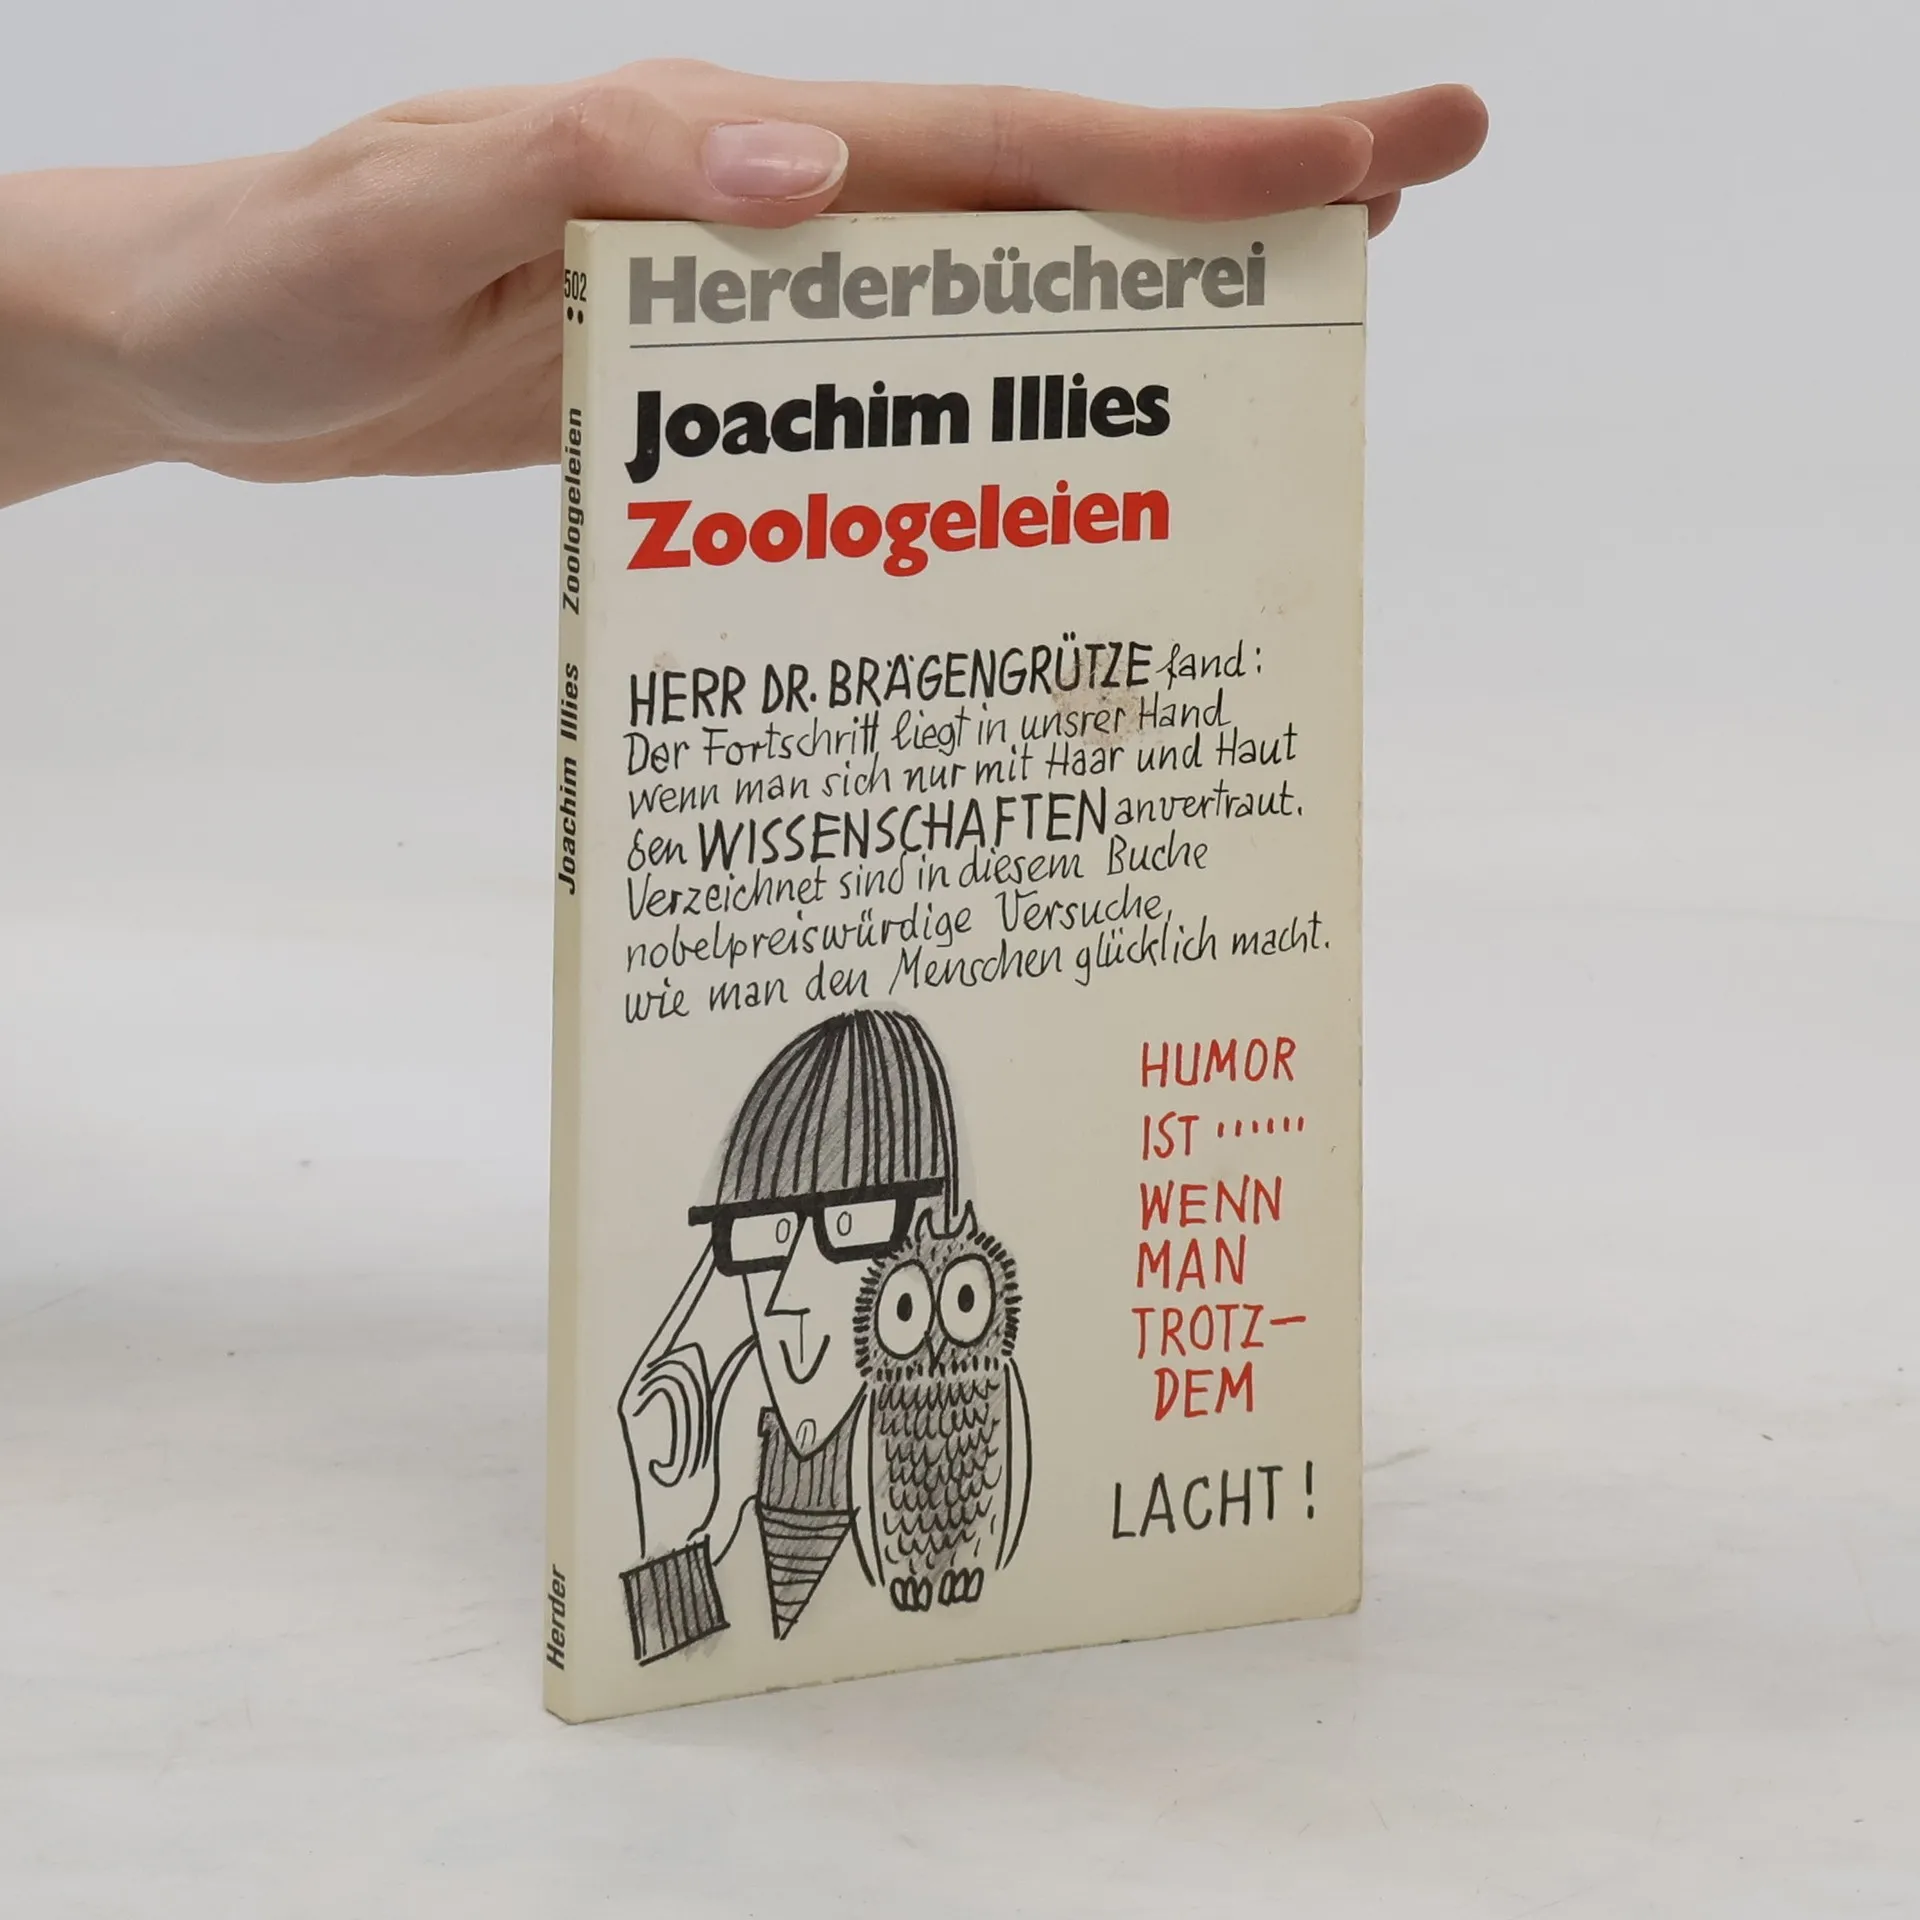 Herderbücherei
Joachim Illies
Zoologeleien
HERR DR. BRÄGENGRÜTZE fand:
Der Fortschritt liegt in unsrer Hand
wenn man sich nur mit Haar und Haut
den WISSENSCHAFTEN anvertraut.
Verzeichnet sind in diesem Buche
nobelpreiswürdige Versuche,
wie man den Menschen glücklich macht.
HUMOR
IST ......
WENN
MAN
TROTZ-
DEM
LACHT!
502
Joachim Illies Zoologeleien
Herder